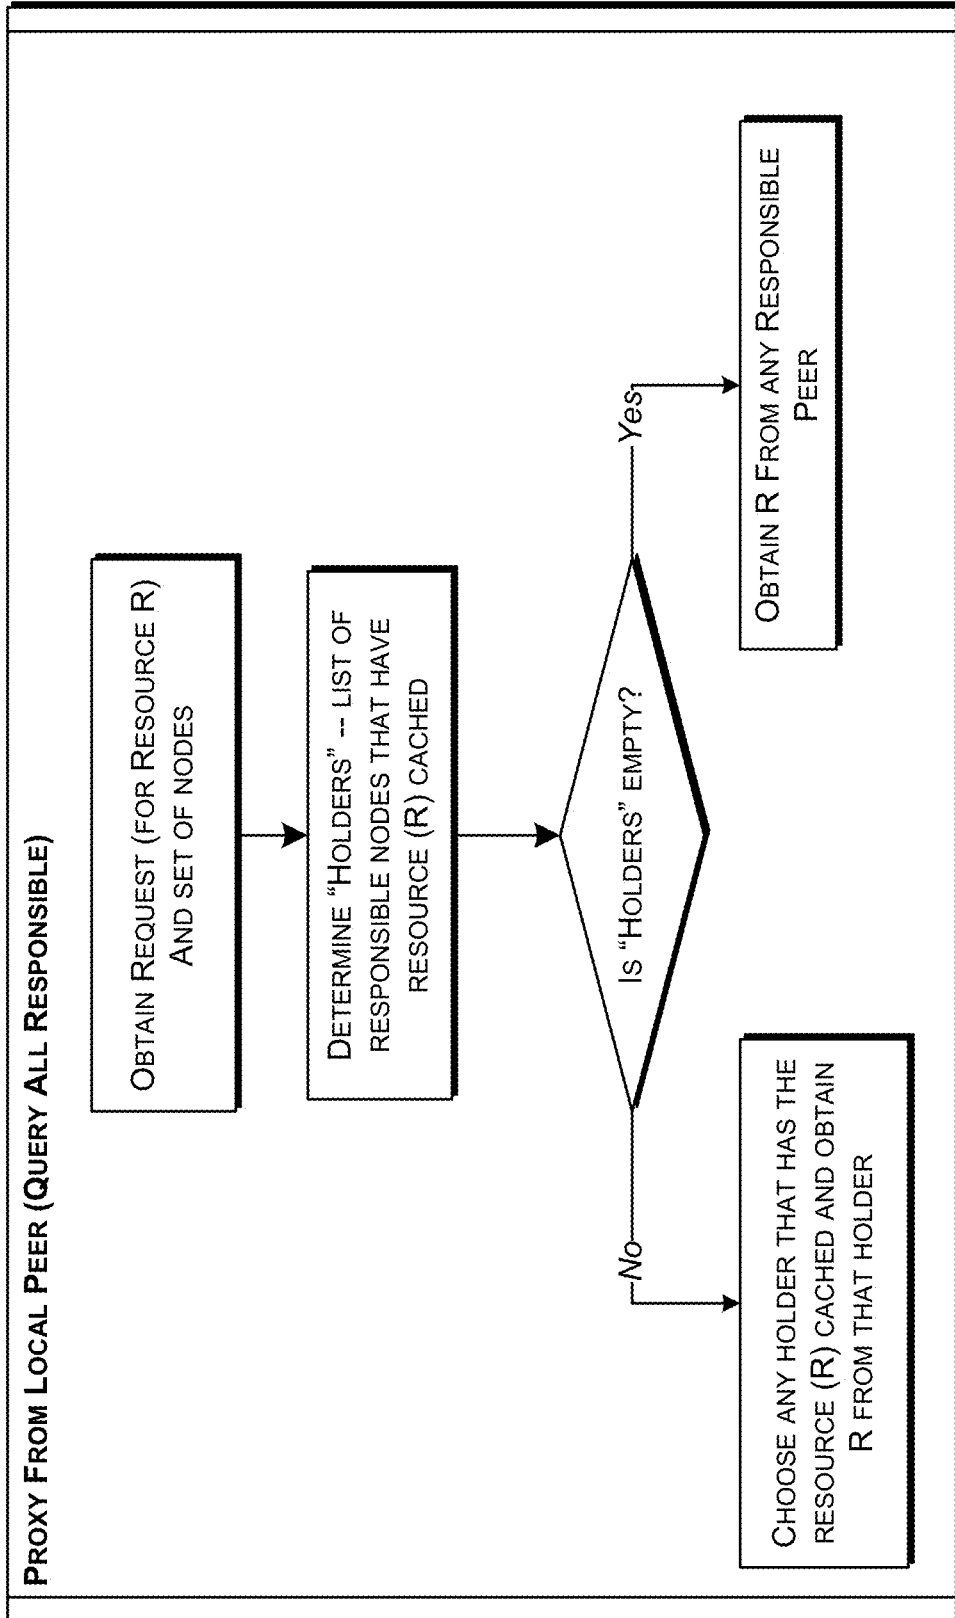 PROXY FROM LOCAL PEER (QUERY ALL RESPONSIBLE)
OBTAIN REQUEST (FOR RESOURCE R)
AND SET OF NODES
DETERMINE “HOLDERS” -- LIST OF
RESPONSIBLE NODES THAT HAVE
RESOURCE (R) CACHED
IS “HOLDERS” EMPTY?
No
Yes
CHOOSE ANY HOLDER THAT HAS THE
RESOURCE (R) CACHED AND OBTAIN
R FROM THAT HOLDER
OBTAIN R FROM ANY RESPONSIBLE
PEER